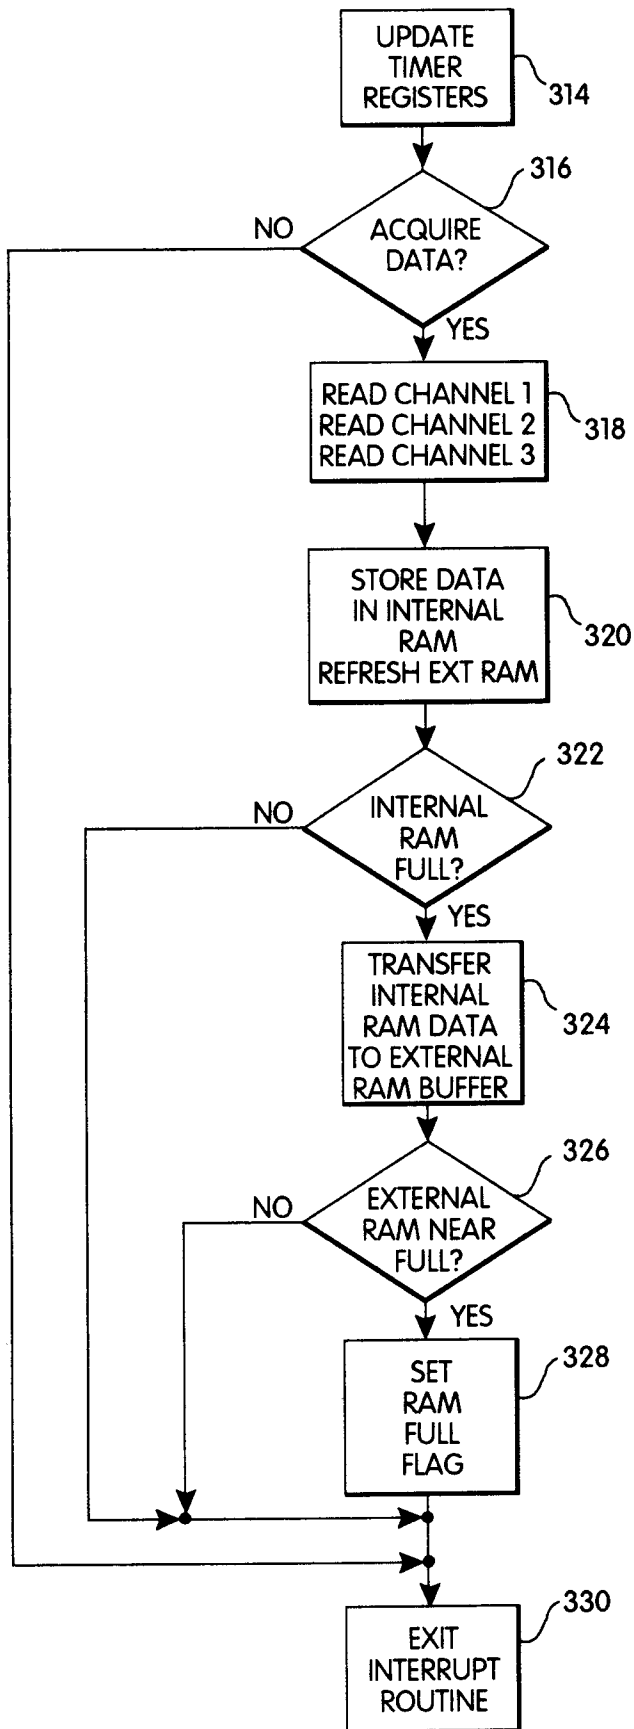 UPDATE
TIMER
REGISTERS
314
316
ACQUIRE
DATA?
NO
YES
READ CHANNEL 1
READ CHANNEL 2
READ CHANNEL 3
318
STORE DATA
IN INTERNAL
RAM
REFRESH EXT RAM
320
322
INTERNAL
RAM
FULL?
NO
YES
TRANSFER
INTERNAL
RAM DATA
TO EXTERNAL
RAM BUFFER
324
326
EXTERNAL
RAM NEAR
FULL?
NO
YES
SET
RAM
FULL
FLAG
328
330
EXIT
INTERRUPT
ROUTINE